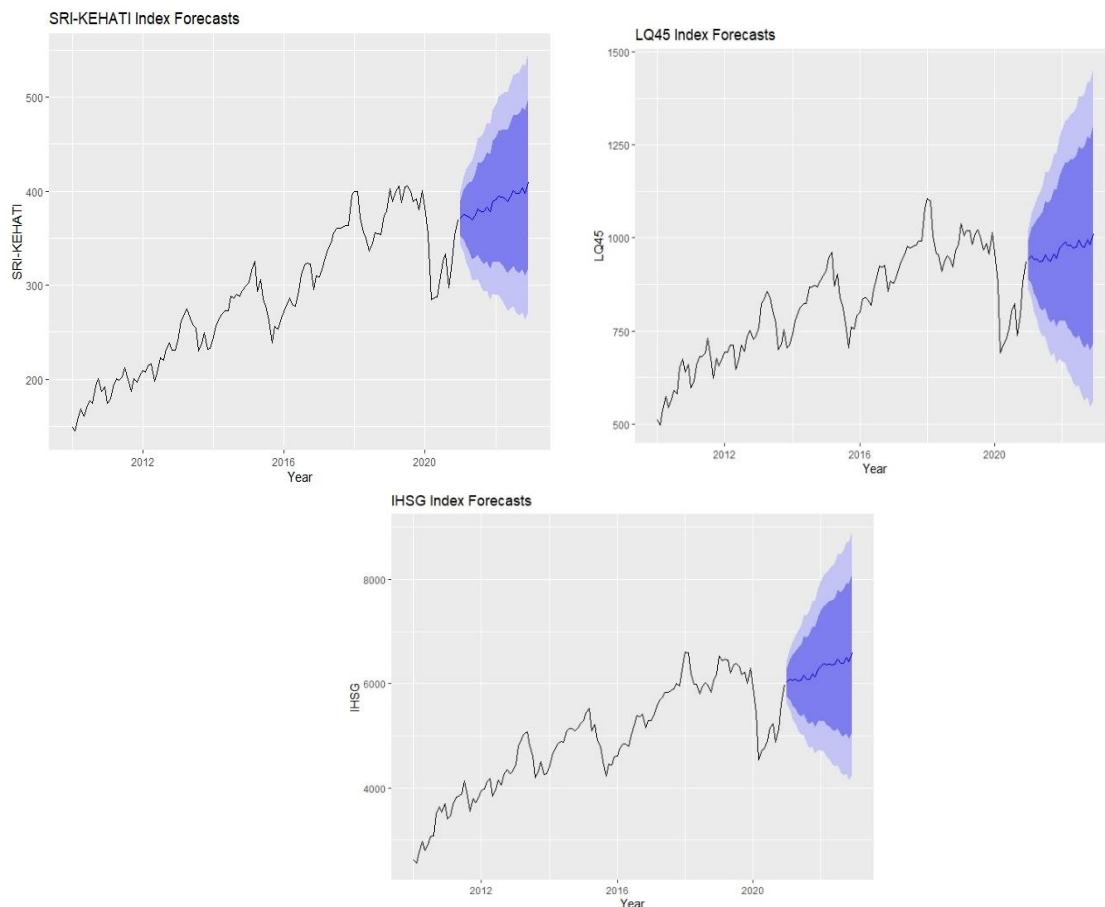 SRI-KEHATI Index Forecasts
500
400
300
200
SRI-KEHATI
2012
2016
2020
Year
LQ45 Index Forecasts
1500
1250
1000
750
500
LQ45
2012
2016
2020
Year
IHSG Index Forecasts
8000
6000
4000
IHSG
2012
2016
2020
Year